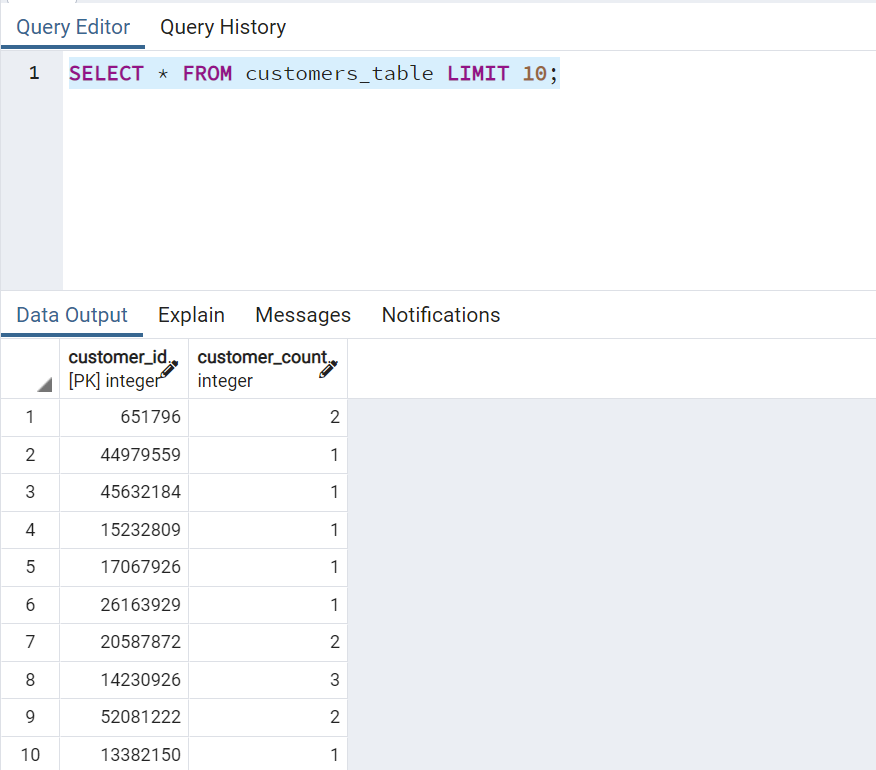 Query Editor Query History
1 SELECT * FROM customers_table LIMIT 10;
Data Output Explain Messages Notifications
customer_id customer_count
[PK] integer integer
1 651796 2
2 44979559 1
3 45632184 1
4 15232809 1
5 17067926 1
6 26163929 1
7 20587872 2
8 14230926 3
9 52081222 2
10 13382150 1